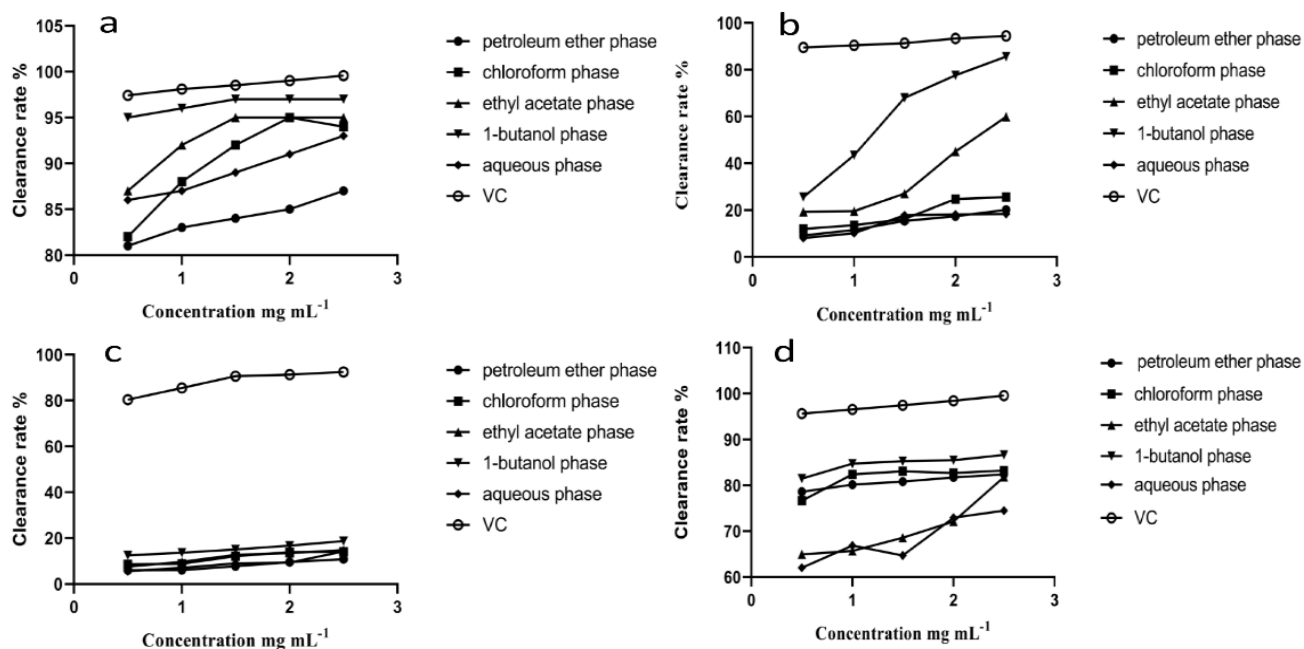 a
Clearance rate %
105
100
95
90
85
80
0
1
2
3
Concentration mg mL⁻¹
petroleum ether phase
chloroform phase
ethyl acetate phase
1-butanol phase
aqueous phase
VC
b
Clearance rate %
100
80
60
40
20
0
0
1
2
3
Concentration mg mL⁻¹
petroleum ether phase
chloroform phase
ethyl acetate phase
1-butanol phase
aqueous phase
VC
c
Clearance rate %
100
80
60
40
20
0
0
1
2
3
Concentration mg mL⁻¹
petroleum ether phase
chloroform phase
ethyl acetate phase
1-butanol phase
aqueous phase
VC
d
Clearance rate %
110
100
90
80
70
60
0
1
2
3
Concentration mg mL⁻¹
petroleum ether phase
chloroform phase
ethyl acetate phase
1-butanol phase
aqueous phase
VC